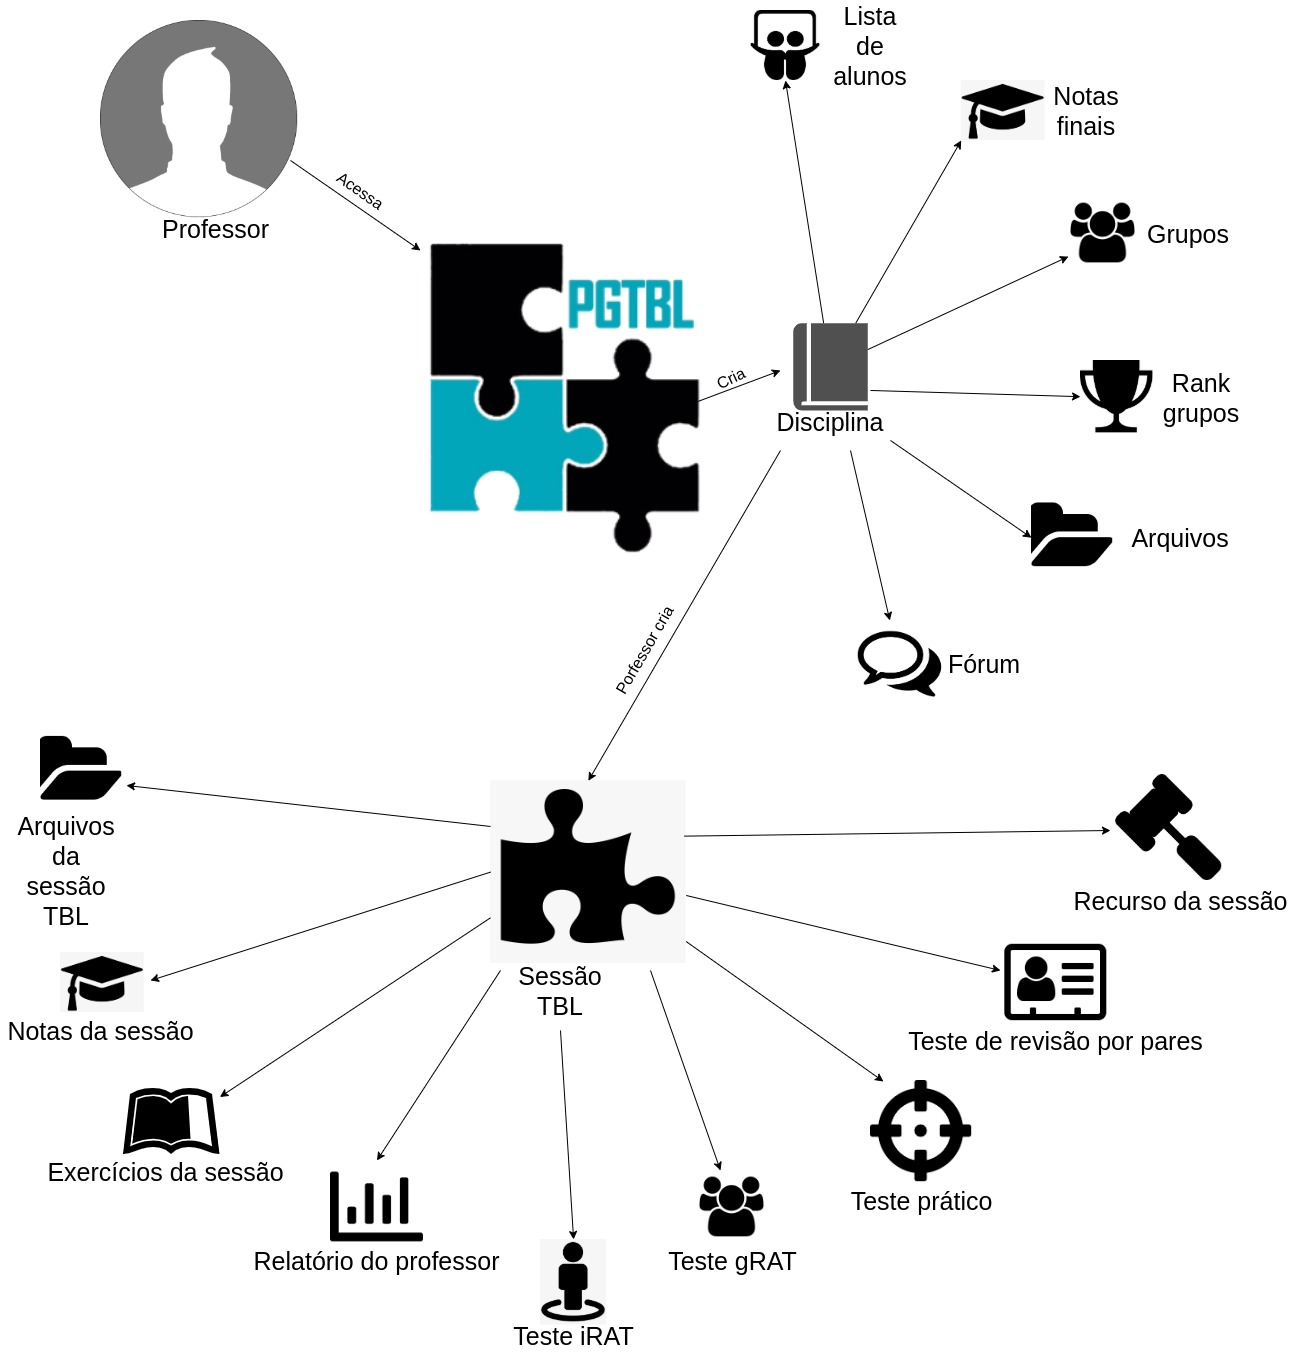 Lista
de
alunos
Notas
finais
Professor
Acessa
Grupos
PGTBL
Cria
Rank
grupos
Disciplina
Arquivos
Porfessor cria
Fórum
Arquivos
da
sessão
TBL
Recurso da sessão
Sessão
TBL
Notas da sessão
Teste de revisão por pares
Exercícios da sessão
Teste prático
Relatório do professor
Teste gRAT
Teste iRAT